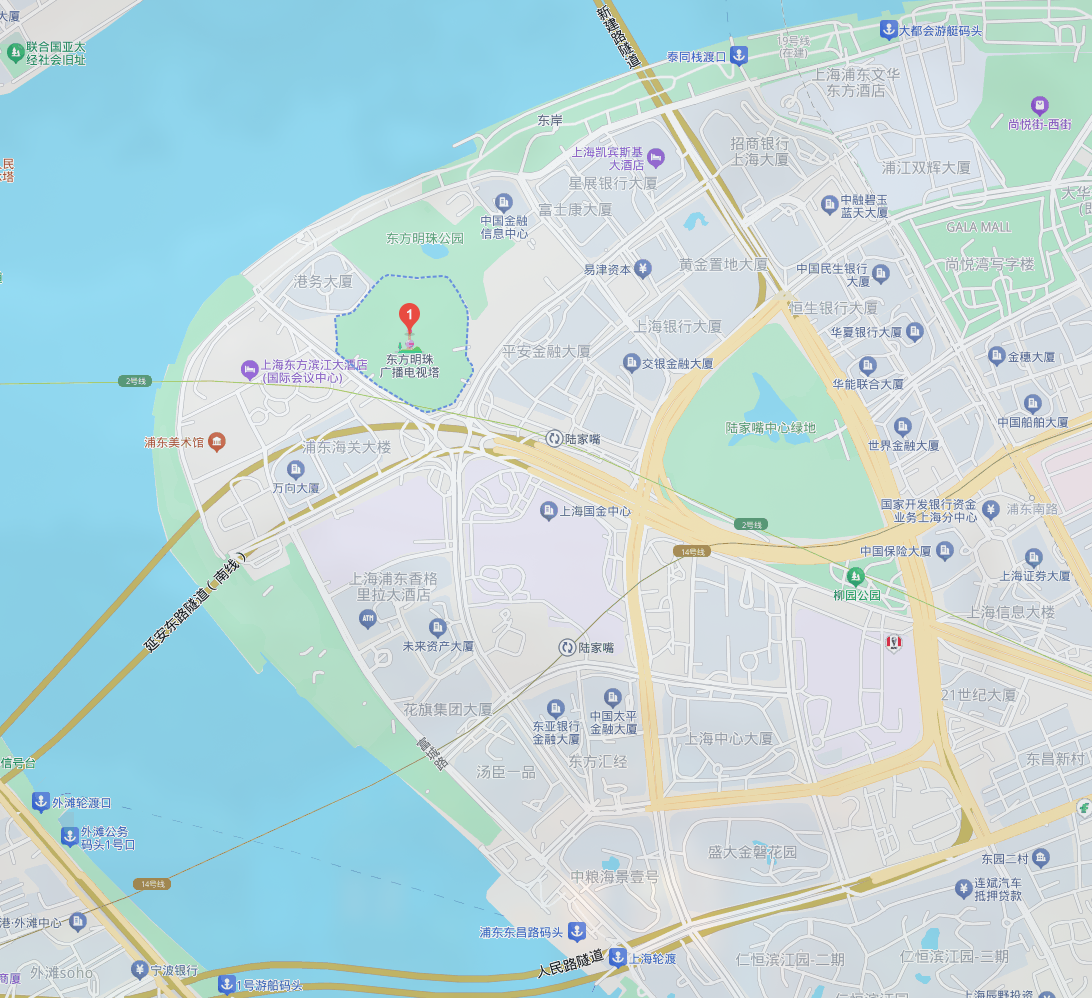 大厦
新建路隧道
大都会游艇码头
联合国亚太
经社会旧址
泰同栈渡口
19号线
(在建)
上海浦东文华
东方酒店
尚悦街-西街
东岸
招商银行
上海大厦
上海凯宾斯基
大酒店
星展银行大厦
浦江双辉大厦
中国金融
信息中心
富士康大厦
中融碧玉
蓝天大厦
GALA MALL
东方明珠公园
易津资本
黄金置地大厦
中国民生银行
大厦
尚悦湾写字楼
港务大厦
1
恒生银行大厦
上海银行大厦
华夏银行大厦
东方明珠
广播电视塔
平安金融大厦
交银金融大厦
金穗大厦
上海东方滨江大酒店
(国际会议中心)
2号线
华能联合大厦
中国船舶大厦
陆家嘴中心绿地
世界金融大厦
浦东美术馆
浦东海关大楼
陆家嘴
万向大厦
上海国金中心
国家开发银行资金
业务上海分中心
浦东南路
2号线
14号线
中国保险大厦
上海证券大厦
延安东路隧道(南线)
上海浦东香格
里拉大酒店
柳园公园
上海信息大楼
ATM
未来资产大厦
陆家嘴
21世纪大厦
花旗集团大厦
东亚银行
金融大厦
中国太平
金融大厦
上海中心大厦
富城路
汤臣一品
东方汇经
东昌新村
信号台
外滩轮渡口
外滩公务
码头1号口
14号线
中粮海景壹号
盛大金磐花园
东园二村
连斌汽车
抵押贷款
港·外滩中心
浦东东昌路码头
人民路隧道
上海轮渡
仁恒滨江园-二期
仁恒滨江园-三期
外滩soho
宁波银行
1号游船码头